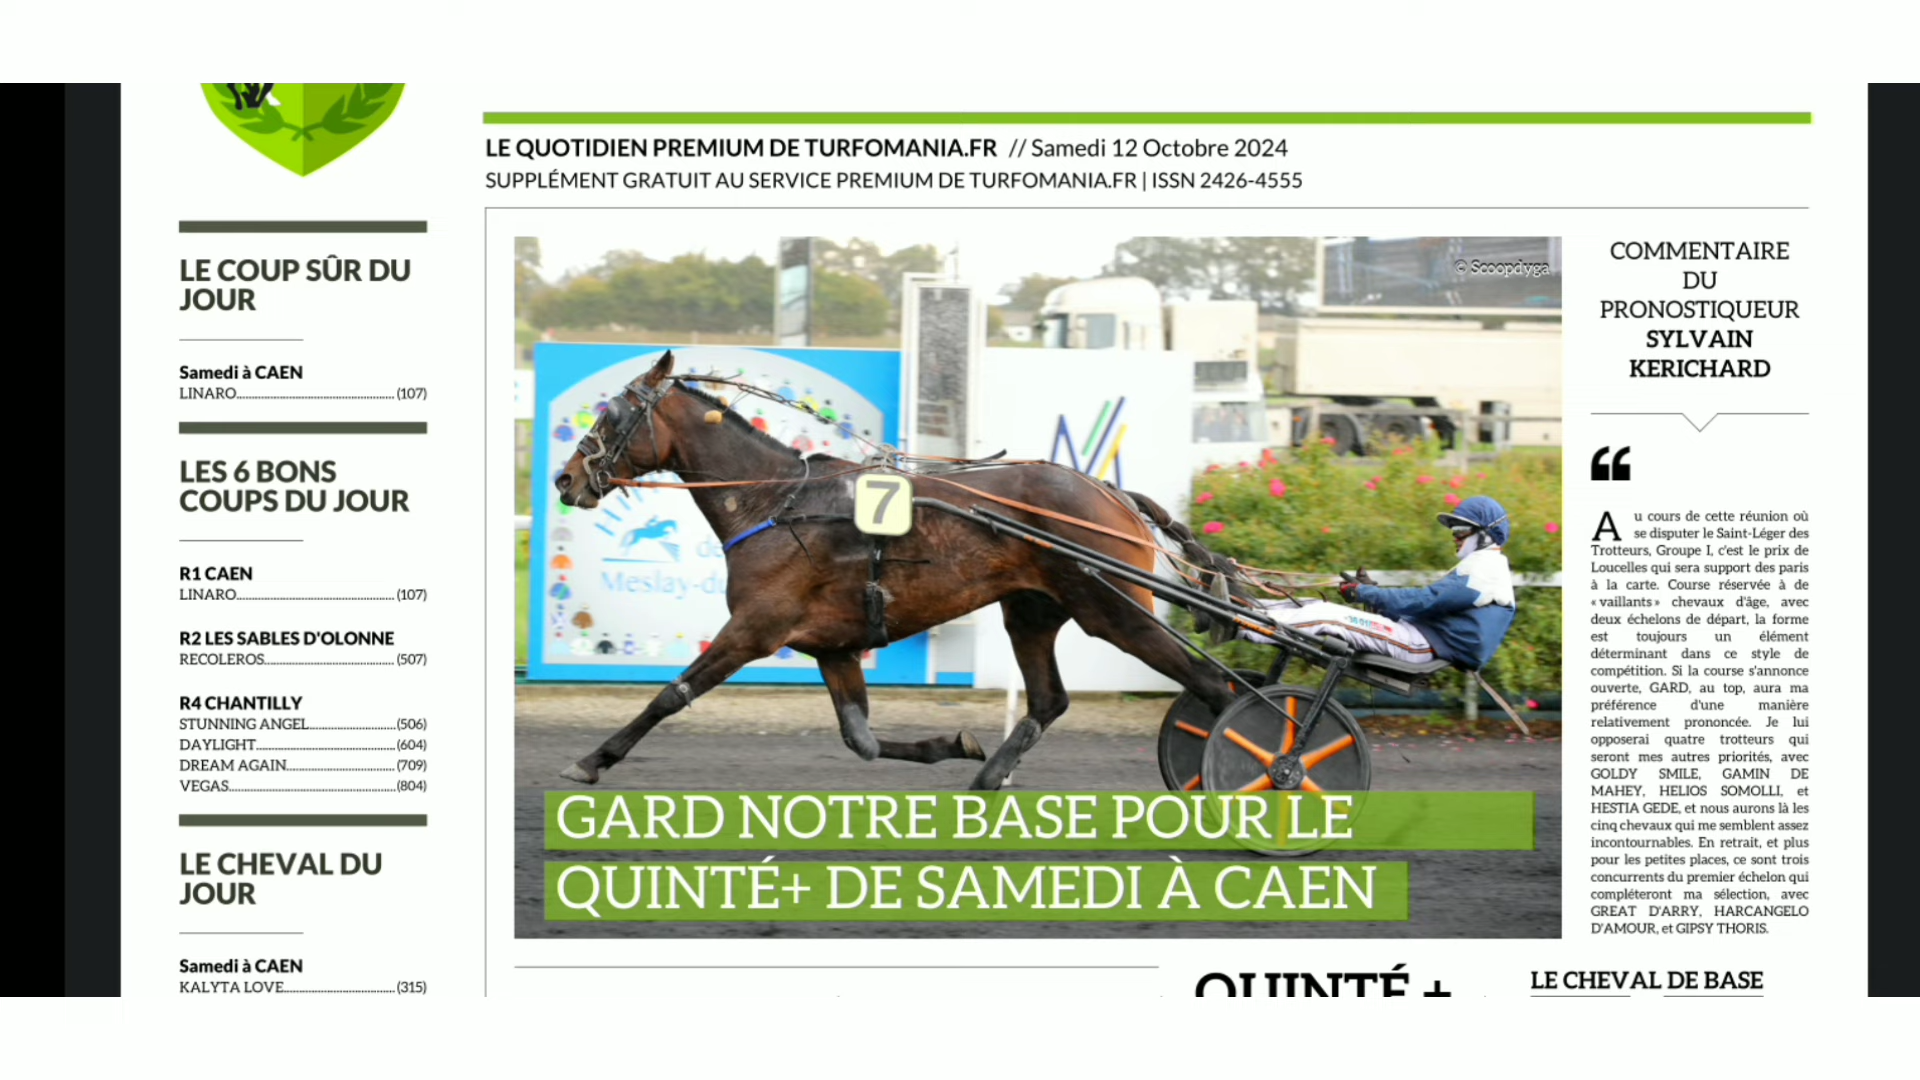 LE QUOTIDIEN PREMIUM DE TURFOMANIA.FR // Samedi 12 Octobre 2024
SUPPLÉMENT GRATUIT AU SERVICE PREMIUM DE TURFOMANIA.FR | ISSN 2426-4555
LE COUP SÛR DU
JOUR
Samedi à CAEN
LINARO (107)
LES 6 BONS
COUPS DU JOUR
R1 CAEN
LINARO (107)
R2 LES SABLES D'OLONNE
RECOLEROS (507)
R4 CHANTILLY
STUNNING ANGEL (506)
DAYLIGHT (604)
DREAM AGAIN (709)
VEGAS (804)
LE CHEVAL DU
JOUR
Samedi à CAEN
KALYTA LOVE (315)
© Scoopdyga
7
de
Meslay-du
GARD NOTRE BASE POUR LE
QUINTÉ+ DE SAMEDI À CAEN
COMMENTAIRE
DU
PRONOSTIQUEUR
SYLVAIN
KERICHARD
“
Au cours de cette réunion où
se disputer le Saint-Léger des
Trotteurs, Groupe I, c'est le prix de
Loucelles qui sera support des paris
à la carte. Course réservée à de
« vaillants » chevaux d'âge, avec
deux échelons de départ, la forme
est toujours un élément
déterminant dans ce style de
compétition. Si la course s'annonce
ouverte, GARD, au top, aura ma
préférence d'une manière
relativement prononcée. Je lui
opposerai quatre trotteurs qui
seront mes autres priorités, avec
GOLDY SMILE, GAMIN DE
MAHEY, HELIOS SOMOLLI, et
HESTIA GEDE, et nous aurons là les
cinq chevaux qui me semblent assez
incontournables. En retrait, et plus
pour les petites places, ce sont trois
concurrents du premier échelon qui
compléteront ma sélection, avec
GREAT D'ARRY, HARCANGELO
D'AMOUR, et GIPSY THORIS.
QUINTÉ +
LE CHEVAL DE BASE